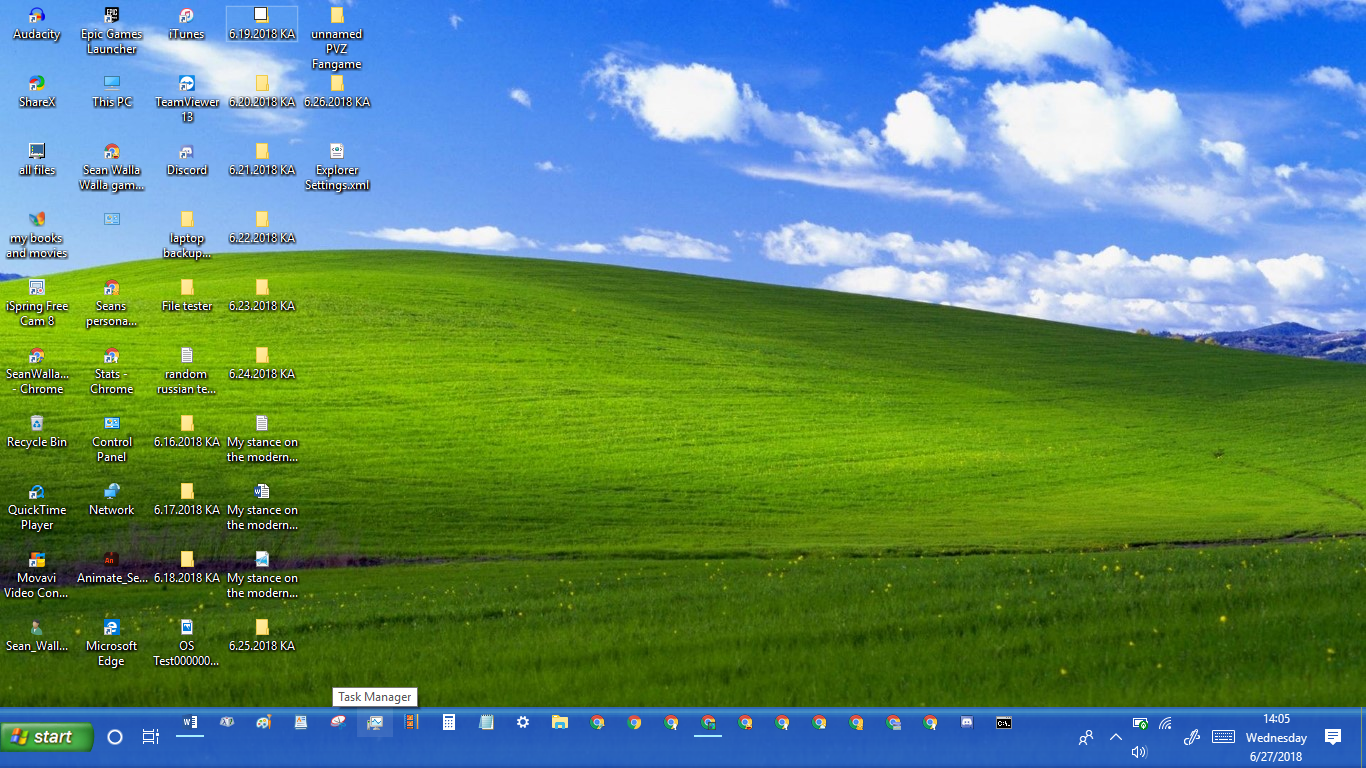 Audacity
Epic Games
Launcher
iTunes
6.19.2018 KA
unnamed
PVZ
Fangame
ShareX
This PC
TeamViewer
13
6.20.2018 KA
6.26.2018 KA
all files
Sean Walla
Walla gam...
Discord
6.21.2018 KA
Explorer
Settings.xml
my books
and movies
laptop
backup...
6.22.2018 KA
iSpring Free
Cam 8
Seans
persona...
File tester
6.23.2018 KA
SeanWalla...
- Chrome
Stats -
Chrome
random
russian te...
6.24.2018 KA
Recycle Bin
Control
Panel
6.16.2018 KA
My stance on
the modern...
QuickTime
Player
Network
6.17.2018 KA
My stance on
the modern...
Movavi
Video Con...
Animate_Se...
6.18.2018 KA
My stance on
the modern...
Sean_Wall...
Microsoft
Edge
OS
Test000000...
6.25.2018 KA
Task Manager
start
14:05
Wednesday
6/27/2018